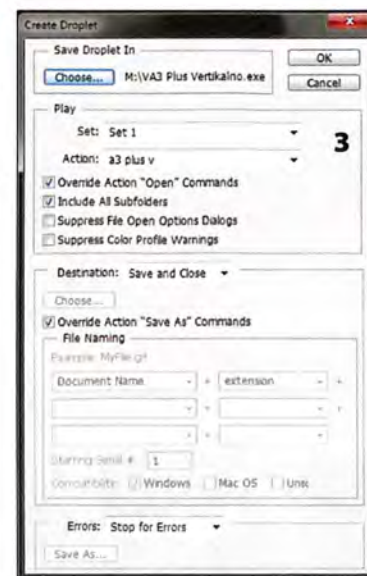 Create Droplet
Save Droplet In
OK
Choose... M:\VA3 Plus Vertikalno.exe
Cancel
Play
Set: Set 1
3
Action: a3 plus v
Override Action "Open" Commands
Include All Subfolders
Suppress File Open Options Dialogs
Suppress Color Profile Warnings
Destination: Save and Close
Choose...
Override Action "Save As" Commands
File Naming
Example: MyFile.gif
Document Name + extension +
+ +
+
Starting Serial #: 1
Compatibility: Windows Mac OS Unix
Errors: Stop for Errors
Save As...